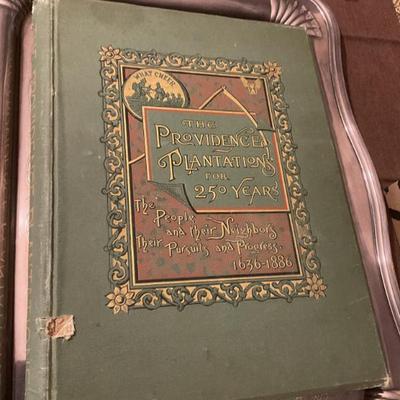 WHAT CHEER
THE
PROVIDENCE
PLANTATIONS
FOR
250 YEARS
The
People
and their Neighbors
Their Pursuits and Progress.
1636-1886